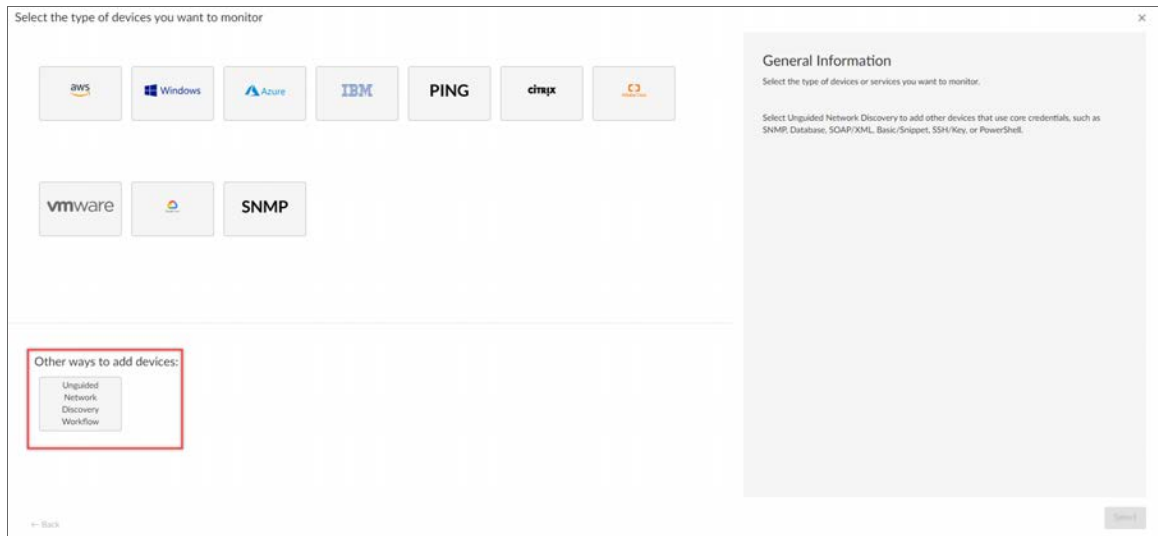 Select the type of devices you want to monitor
×
General Information
Select the type of devices or services you want to monitor.
Select Unguided Network Discovery to add other devices that use core credentials, such as
SNMP, Database, SOAP/XML, Basic/Snippet, SSH/Key, or PowerShell.
aws
Windows
Azure
IBM
PING
citrix
vmware
SNMP
Other ways to add devices:
Unguided
Network
Discovery
Workflow
← Back